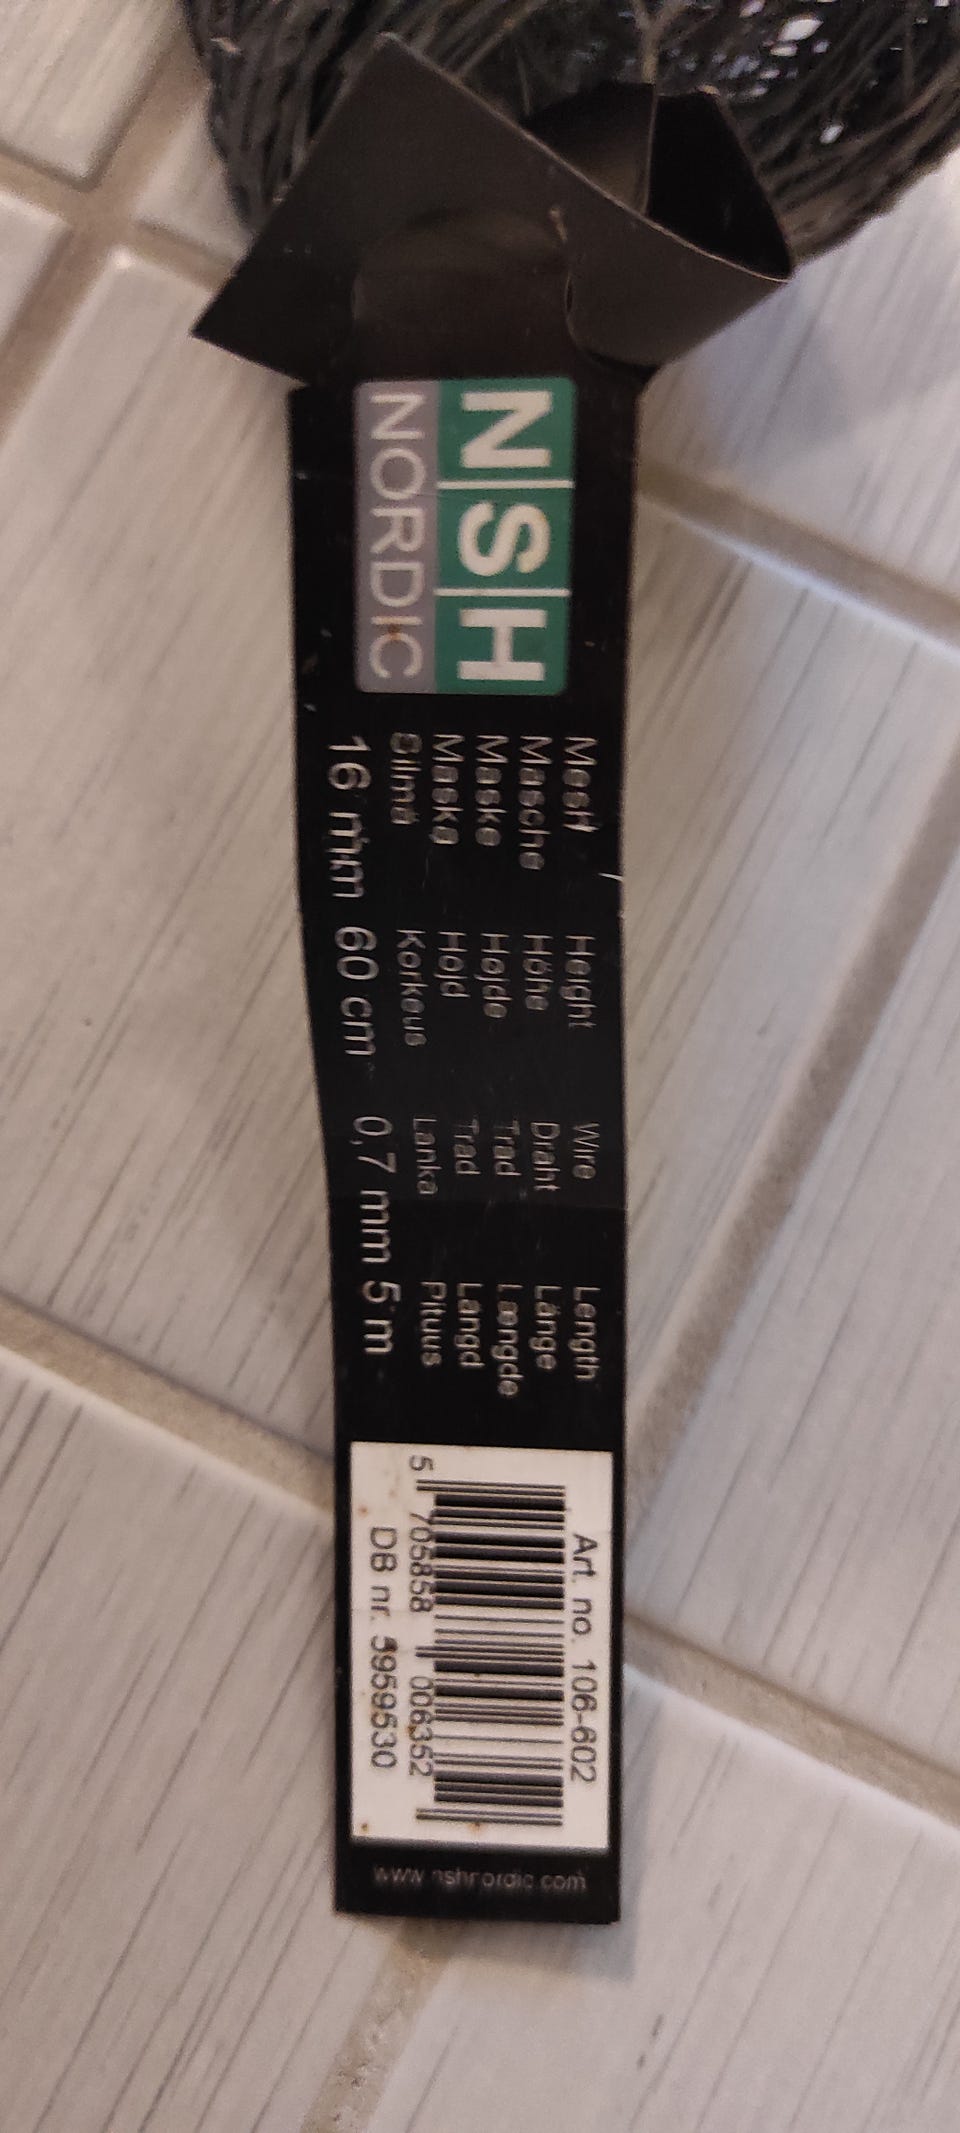 NSH
NORDIC
Mesh Height Wire Length
Masche Höhe Draht Länge
Maske Højde Tråd Længde
Maska Höjd Tråd Längd
Silmä Korkeus Lanka Pituus
16 mm 60 cm 0,7 mm 5 m
Art. no. 106-602
5 705858 006352
DB nr. 5959530
www.nshnordic.com